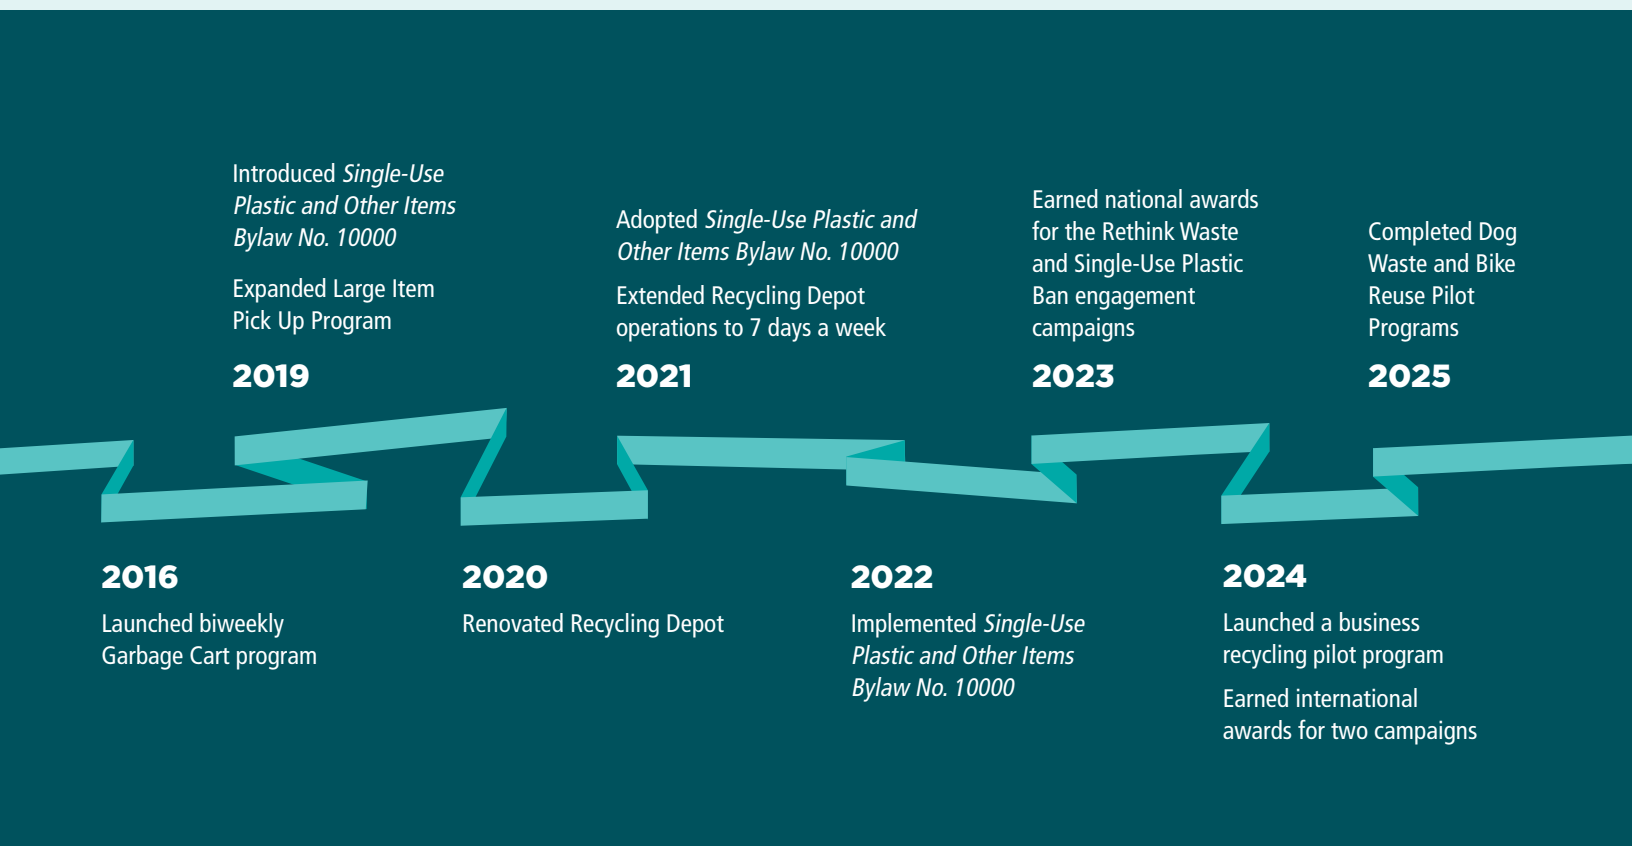 Introduced Single-Use
Plastic and Other Items
Bylaw No. 10000
Expanded Large Item
Pick Up Program
2019
Adopted Single-Use Plastic and
Other Items Bylaw No. 10000
Extended Recycling Depot
operations to 7 days a week
2021
Earned national awards
for the Rethink Waste
and Single-Use Plastic
Ban engagement
campaigns
2023
Completed Dog
Waste and Bike
Reuse Pilot
Programs
2025
2016
Launched biweekly
Garbage Cart program
2020
Renovated Recycling Depot
2022
Implemented Single-Use
Plastic and Other Items
Bylaw No. 10000
2024
Launched a business
recycling pilot program
Earned international
awards for two campaigns